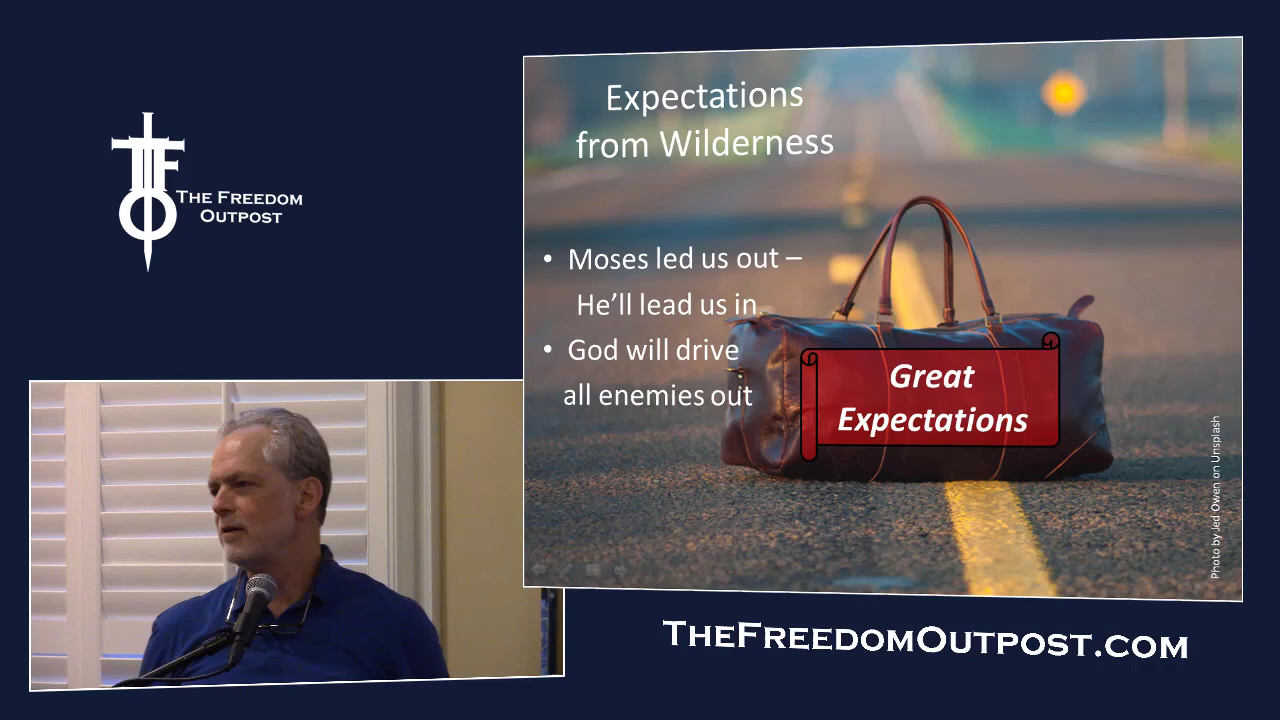 TF
O
The Freedom
Outpost
Expectations
from Wilderness
• Moses led us out –
He'll lead us in
• God will drive
all enemies out
Great
Expectations
Photo by Jed Owen on Unsplash
TheFreedomOutpost.com